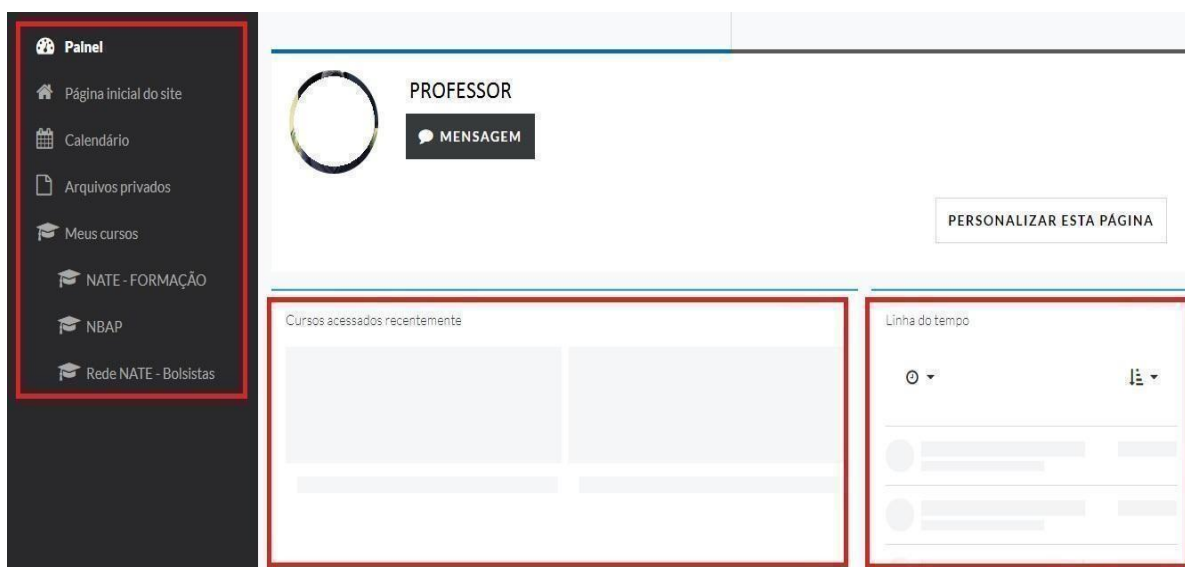 Painel
Página inicial do site
Calendário
Arquivos privados
Meus cursos
NATE - FORMAÇÃO
NBAP
Rede NATE - Bolsistas
PROFESSOR
MENSAGEM
PERSONALIZAR ESTA PÁGINA
Cursos acessados recentemente
Linha do tempo